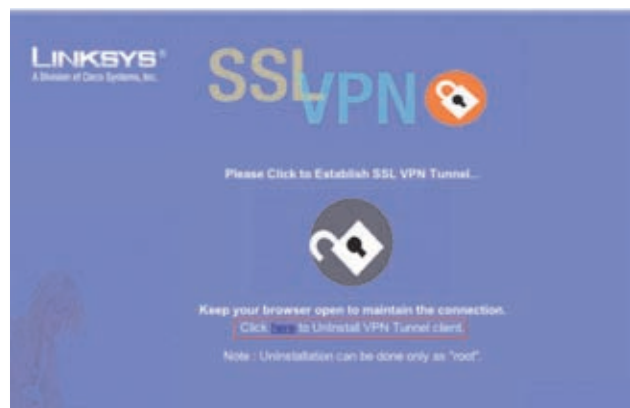 LINKSYS®
A Division of Cisco Systems, Inc.
SSL VPN
Please Click to Establish SSL VPN Tunnel...
Keep your browser open to maintain the connection.
Click here to Uninstall VPN Tunnel client.
Note : Uninstallation can be done only as "root".